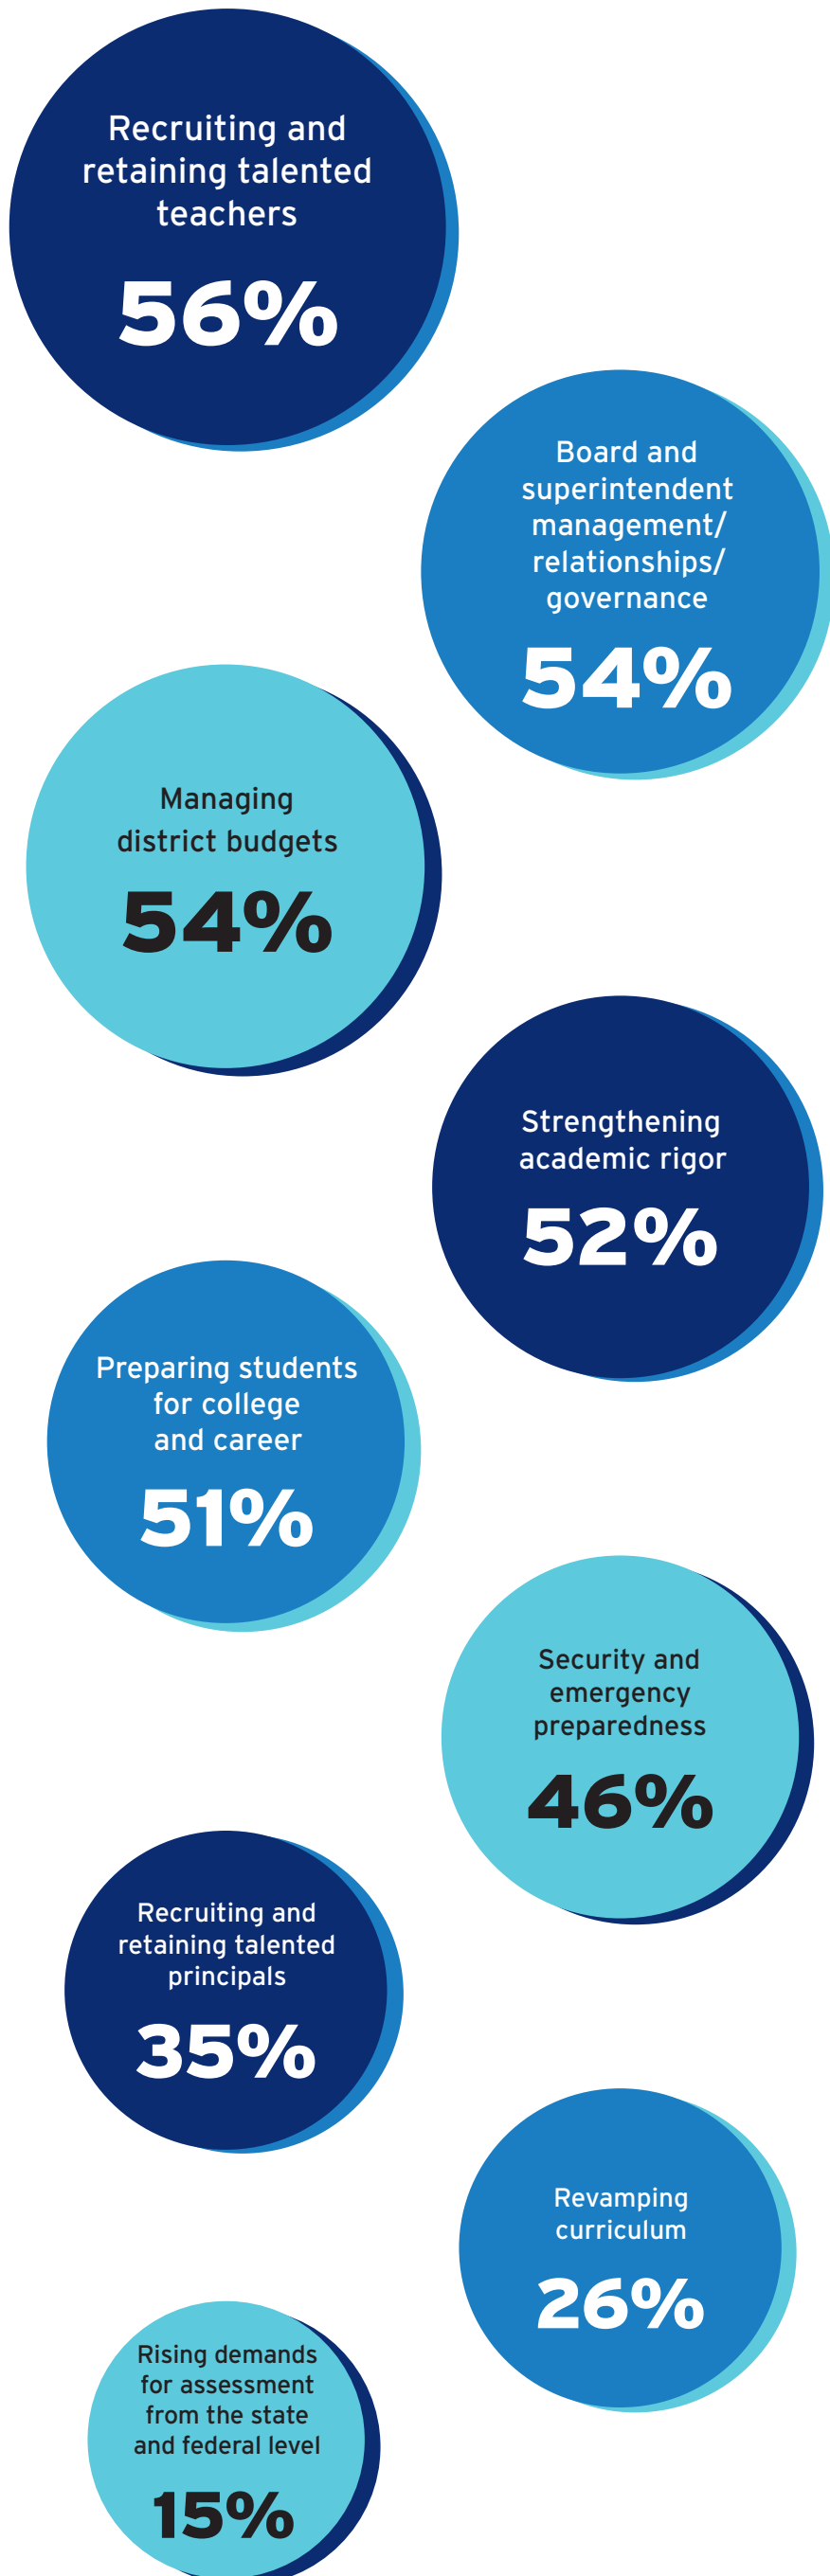 Recruiting and
retaining talented
teachers
56%
Board and
superintendent
management/
relationships/
governance
54%
Managing
district budgets
54%
Strengthening
academic rigor
52%
Preparing students
for college
and career
51%
Security and
emergency
preparedness
46%
Recruiting and
retaining talented
principals
35%
Revamping
curriculum
26%
Rising demands
for assessment
from the state
and federal level
15%